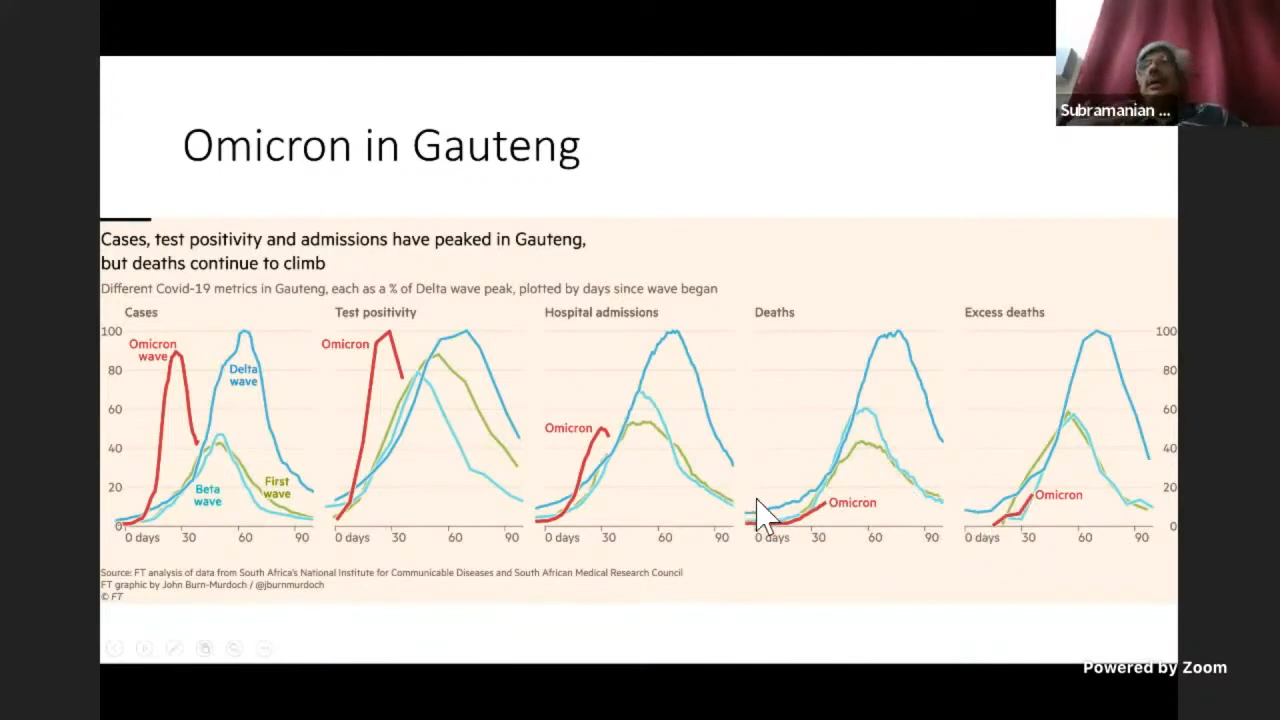 Subramanian ...
Omicron in Gauteng
Cases, test positivity and admissions have peaked in Gauteng,
but deaths continue to climb
Different Covid-19 metrics in Gauteng, each as a % of Delta wave peak, plotted by days since wave began
Cases
100
80
60
40
20
0
Omicron
wave
Delta
wave
Beta
wave
First
wave
0 days 30 60 90
Test positivity
Omicron
0 days 30 60 90
Hospital admissions
Omicron
0 days 30 60 90
Deaths
Omicron
0 days 30 60 90
Excess deaths
Omicron
100
80
60
40
20
0
0 days 30 60 90
Source: FT analysis of data from South Africa's National Institute for Communicable Diseases and South African Medical Research Council
FT graphic by John Burn-Murdoch / @jburnmurdoch
© FT
Powered by Zoom